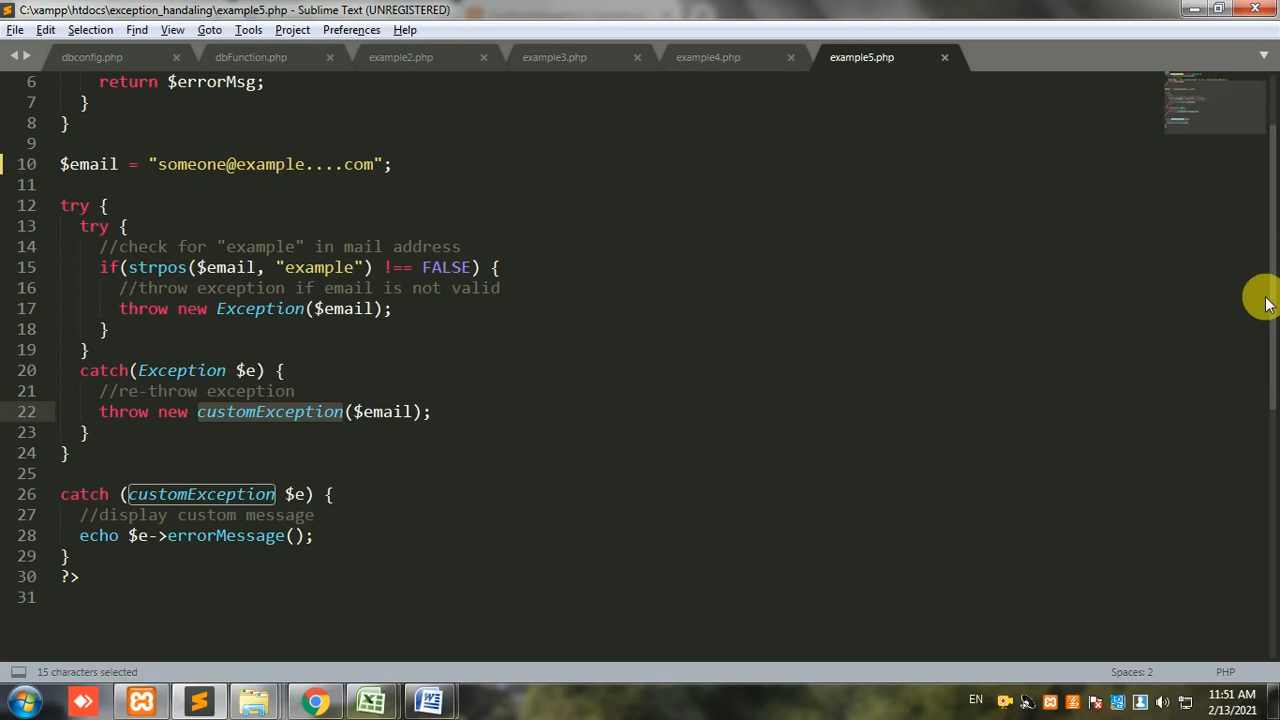 C:\xampp\htdocs\exception_handaling\example5.php - Sublime Text (UNREGISTERED)
File Edit Selection Find View Goto Tools Project Preferences Help
dbconfig.php dbFunction.php example2.php example3.php example4.php example5.php
6 return $errorMsg;
7 }
8 }
9
10 $email = "someone@example....com";
11
12 try {
13 try {
14 //check for "example" in mail address
15 if(strpos($email, "example") !== FALSE) {
16 //throw exception if email is not valid
17 throw new Exception($email);
18 }
19 }
20 catch(Exception $e) {
21 //re-throw exception
22 throw new customException($email);
23 }
24 }
25
26 catch (customException $e) {
27 //display custom message
28 echo $e->errorMessage();
29 }
30 ?>
31
15 characters selected Spaces: 2 PHP
EN 11:51 AM
2/13/2021